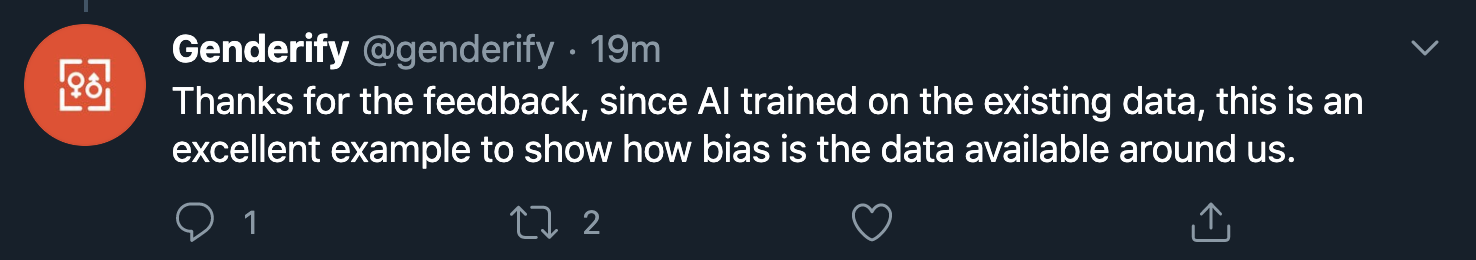 Genderify @genderify · 19m
Thanks for the feedback, since AI trained on the existing data, this is an
excellent example to show how bias is the data available around us.
1 2